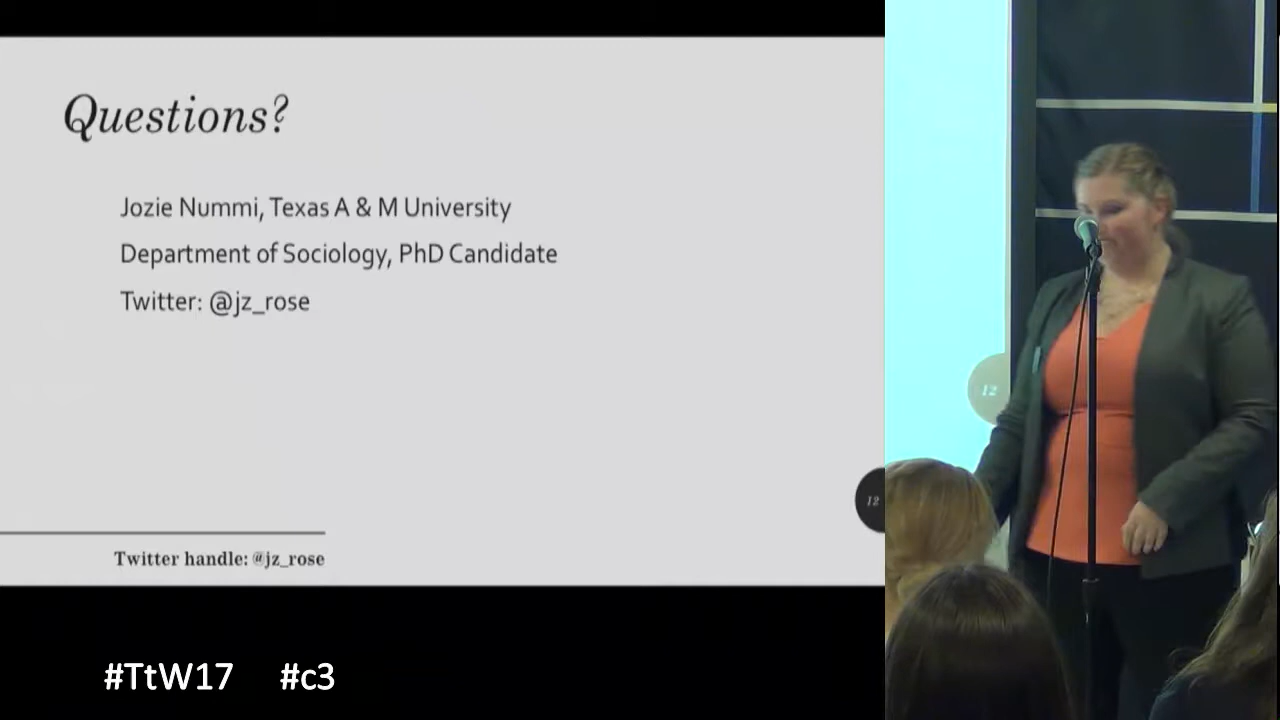 Questions?
Jozie Nummi, Texas A & M University
Department of Sociology, PhD Candidate
Twitter: @jz_rose
12
12
Twitter handle: @jz_rose
#TtW17 #c3